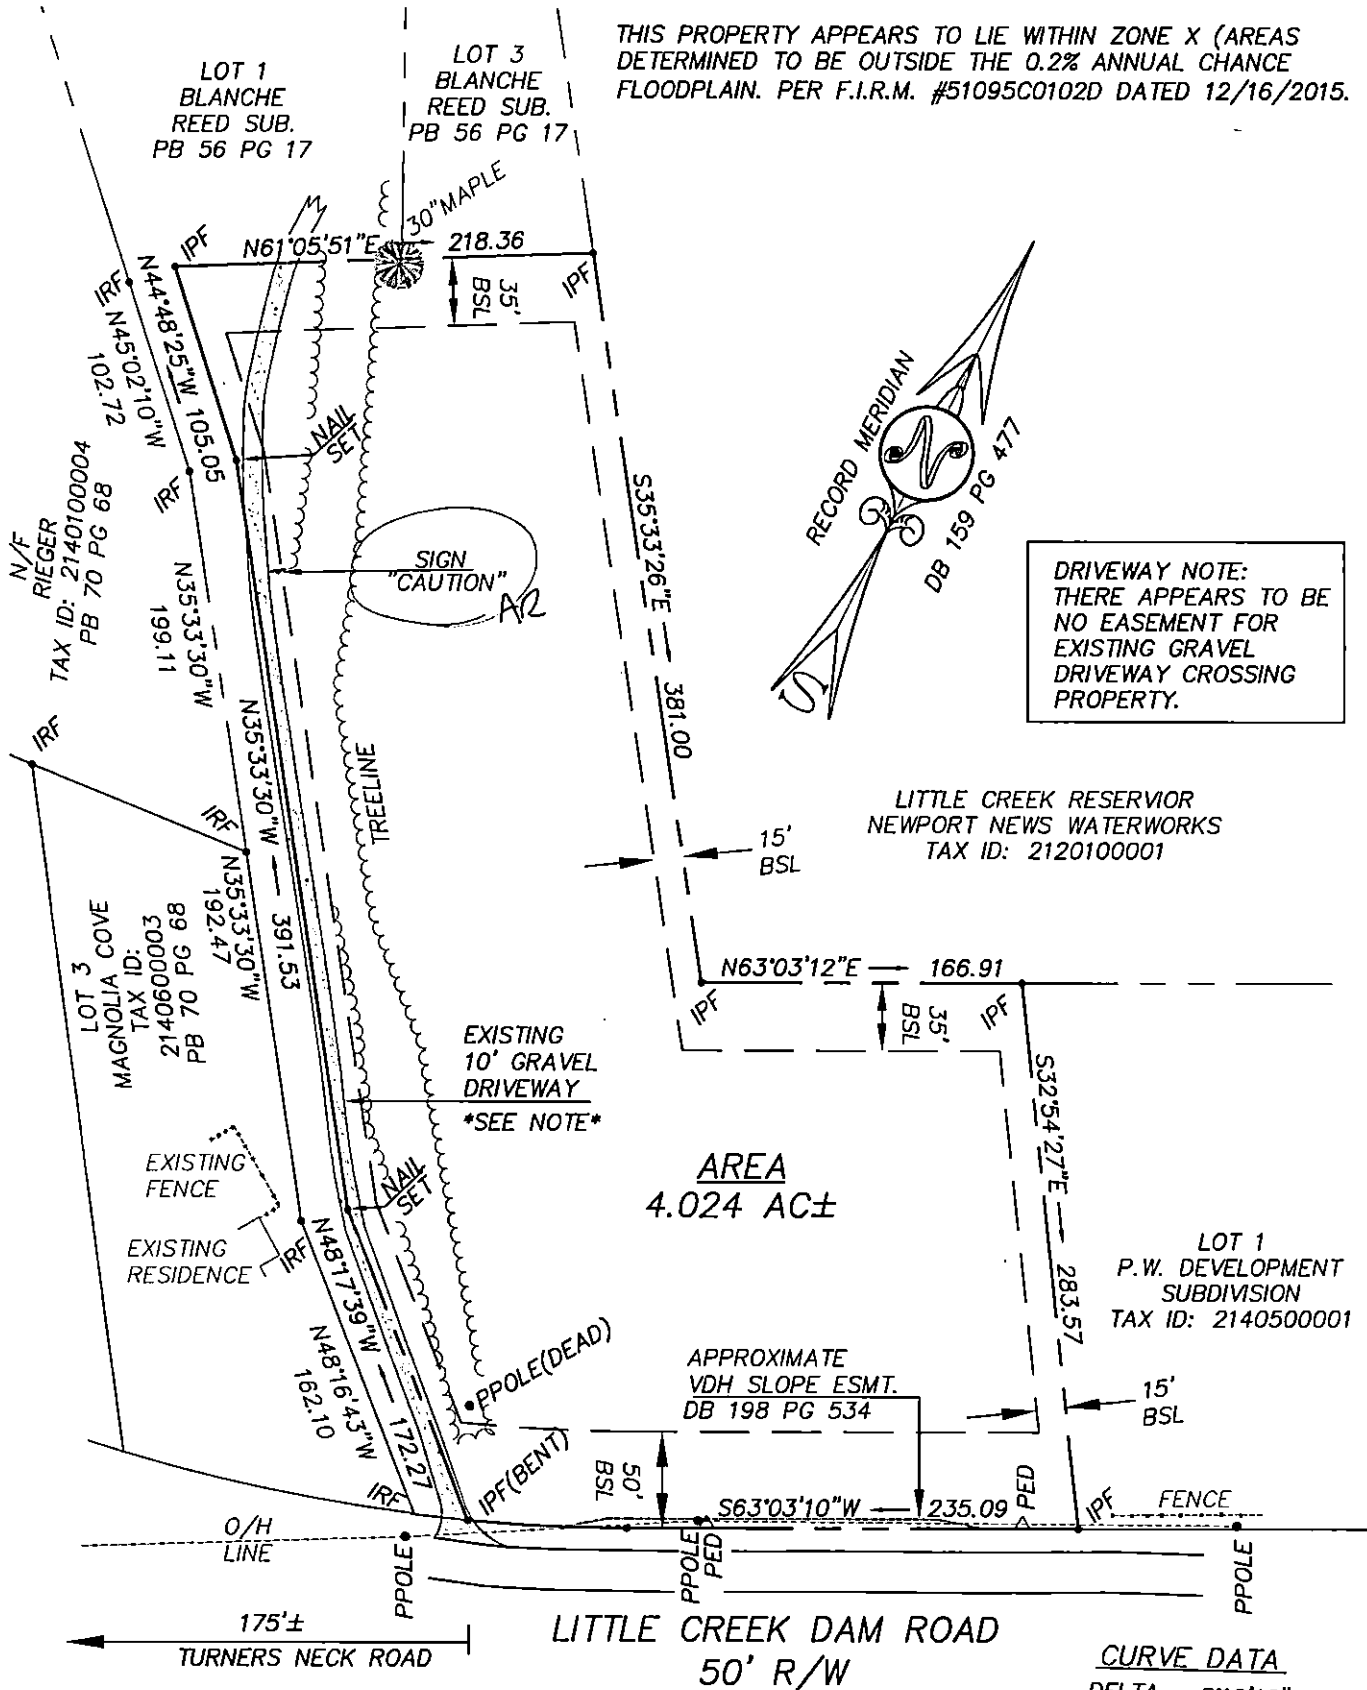 THIS PROPERTY APPEARS TO LIE WITHIN ZONE X (AREAS
DETERMINED TO BE OUTSIDE THE 0.2% ANNUAL CHANCE
FLOODPLAIN. PER F.I.R.M. #51095C0102D DATED 12/16/2015.
LOT 1
BLANCHE
REED SUB.
PB 56 PG 17
LOT 3
BLANCHE
REED SUB.
PB 56 PG 17
30"MAPLE
IPF
N61°05'51"E
218.36
IPF
35'
BSL
IRF
N44°48'25"W 105.05
N45°02'10"W
102.72
IRF
NAIL
SET
N/F
RIEGER
TAX ID: 2140100004
PB 70 PG 68
SIGN
"CAUTION"
AR
S35°33'26"E
381.00
RECORD MERIDIAN
N
S
DB 159 PG 477
DRIVEWAY NOTE:
THERE APPEARS TO BE
NO EASEMENT FOR
EXISTING GRAVEL
DRIVEWAY CROSSING
PROPERTY.
N35°33'30"W
199.11
N35°33'30"W
391.53
IRF
TREELINE
LITTLE CREEK RESERVIOR
NEWPORT NEWS WATERWORKS
TAX ID: 2120100001
15'
BSL
IRF
N35°33'30"W
192.47
LOT 3
MAGNOLIA COVE
TAX ID:
2140600003
PB 70 PG 68
N63°03'12"E
166.91
IPF
35'
BSL
IPF
EXISTING
10' GRAVEL
DRIVEWAY
*SEE NOTE*
S32°54'27"E
283.57
EXISTING
FENCE
NAIL
SET
AREA
4.024 AC±
EXISTING
RESIDENCE
IRF
LOT 1
P.W. DEVELOPMENT
SUBDIVISION
TAX ID: 2140500001
N48°17'39"W
172.27
N48°16'43"W
162.10
PPOLE(DEAD)
APPROXIMATE
VDH SLOPE ESMT.
DB 198 PG 534
15'
BSL
IPF(BENT)
50'
BSL
IRF
S63°03'10"W
235.09
PED
IPF
FENCE
O/H
LINE
PPOLE
PPOLE
PED
PPOLE
175'±
TURNERS NECK ROAD
LITTLE CREEK DAM ROAD
50' R/W
CURVE DATA